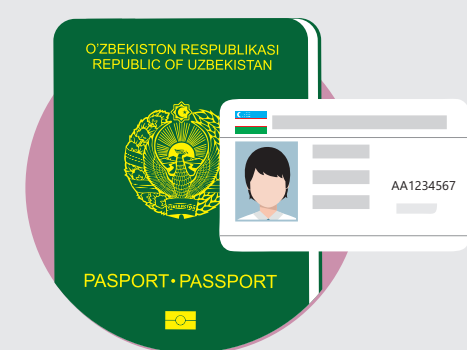 O'ZBEKISTON RESPUBLIKASI
REPUBLIC OF UZBEKISTAN
AA1234567
PASPORT·PASSPORT